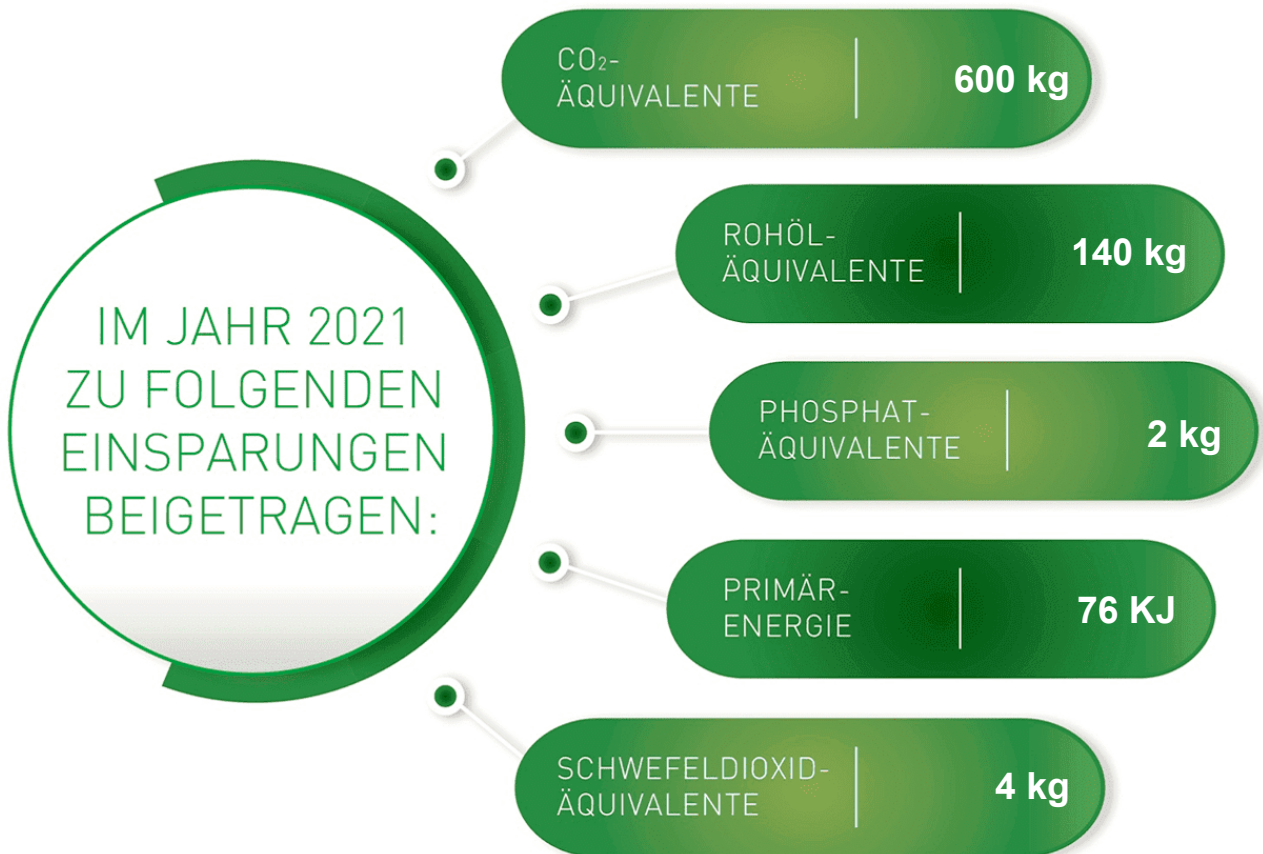 IM JAHR 2021
ZU FOLGENDEN
EINSPARUNGEN
BEIGETRAGEN:
CO₂-
ÄQUIVALENTE
600 kg
ROHÖL-
ÄQUIVALENTE
140 kg
PHOSPHAT-
ÄQUIVALENTE
2 kg
PRIMÄR-
ENERGIE
76 KJ
SCHWEFELDIOXID-
ÄQUIVALENTE
4 kg